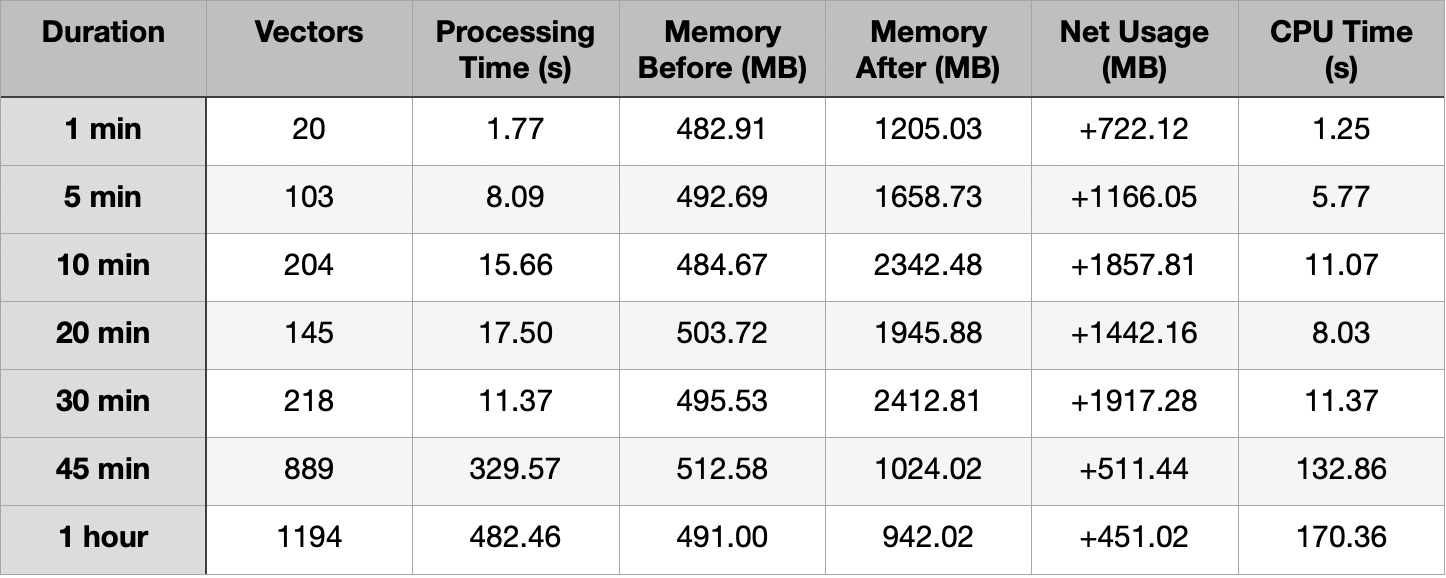 Duration Vectors Processing Time (s) Memory Before (MB) Memory After (MB) Net Usage (MB) CPU Time (s)
1 min 20 1.77 482.91 1205.03 +722.12 1.25
5 min 103 8.09 492.69 1658.73 +1166.05 5.77
10 min 204 15.66 484.67 2342.48 +1857.81 11.07
20 min 145 17.50 503.72 1945.88 +1442.16 8.03
30 min 218 11.37 495.53 2412.81 +1917.28 11.37
45 min 889 329.57 512.58 1024.02 +511.44 132.86
1 hour 1194 482.46 491.00 942.02 +451.02 170.36